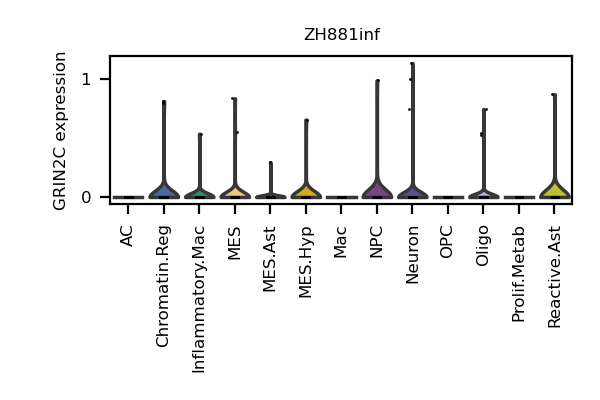 ZH881inf
GRIN2C expression
1
0
AC
Chromatin.Reg
Inflammatory.Mac
MES
MES.Ast
MES.Hyp
Mac
NPC
Neuron
OPC
Oligo
Prolif.Metab
Reactive.Ast